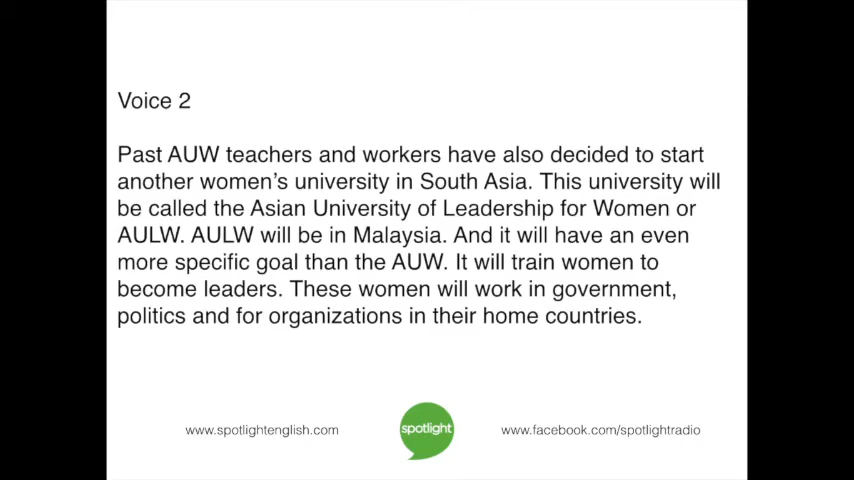 Voice 2
Past AUW teachers and workers have also decided to start
another women's university in South Asia. This university will
be called the Asian University of Leadership for Women or
AULW. AULW will be in Malaysia. And it will have an even
more specific goal than the AUW. It will train women to
become leaders. These women will work in government,
politics and for organizations in their home countries.
www.spotlightenglish.com
spotlight
www.facebook.com/spotlightradio